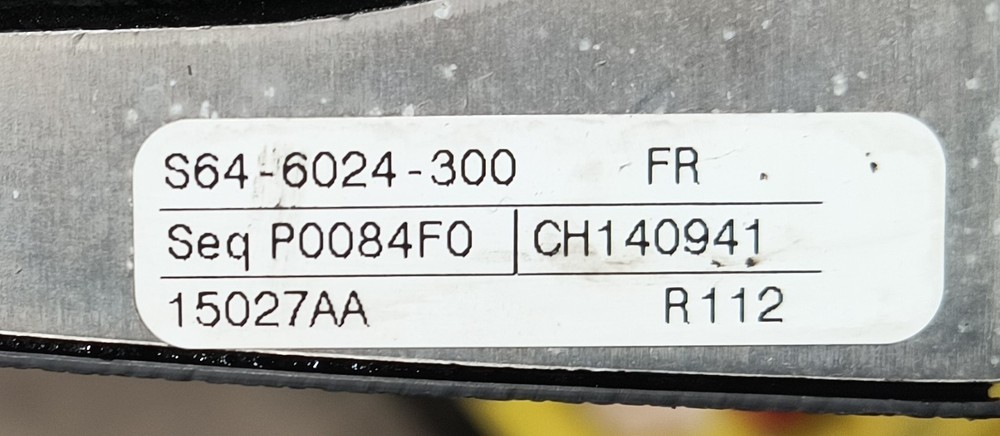 S64-6024-300 FR
Seq P0084F0 CH140941
15027AA R112